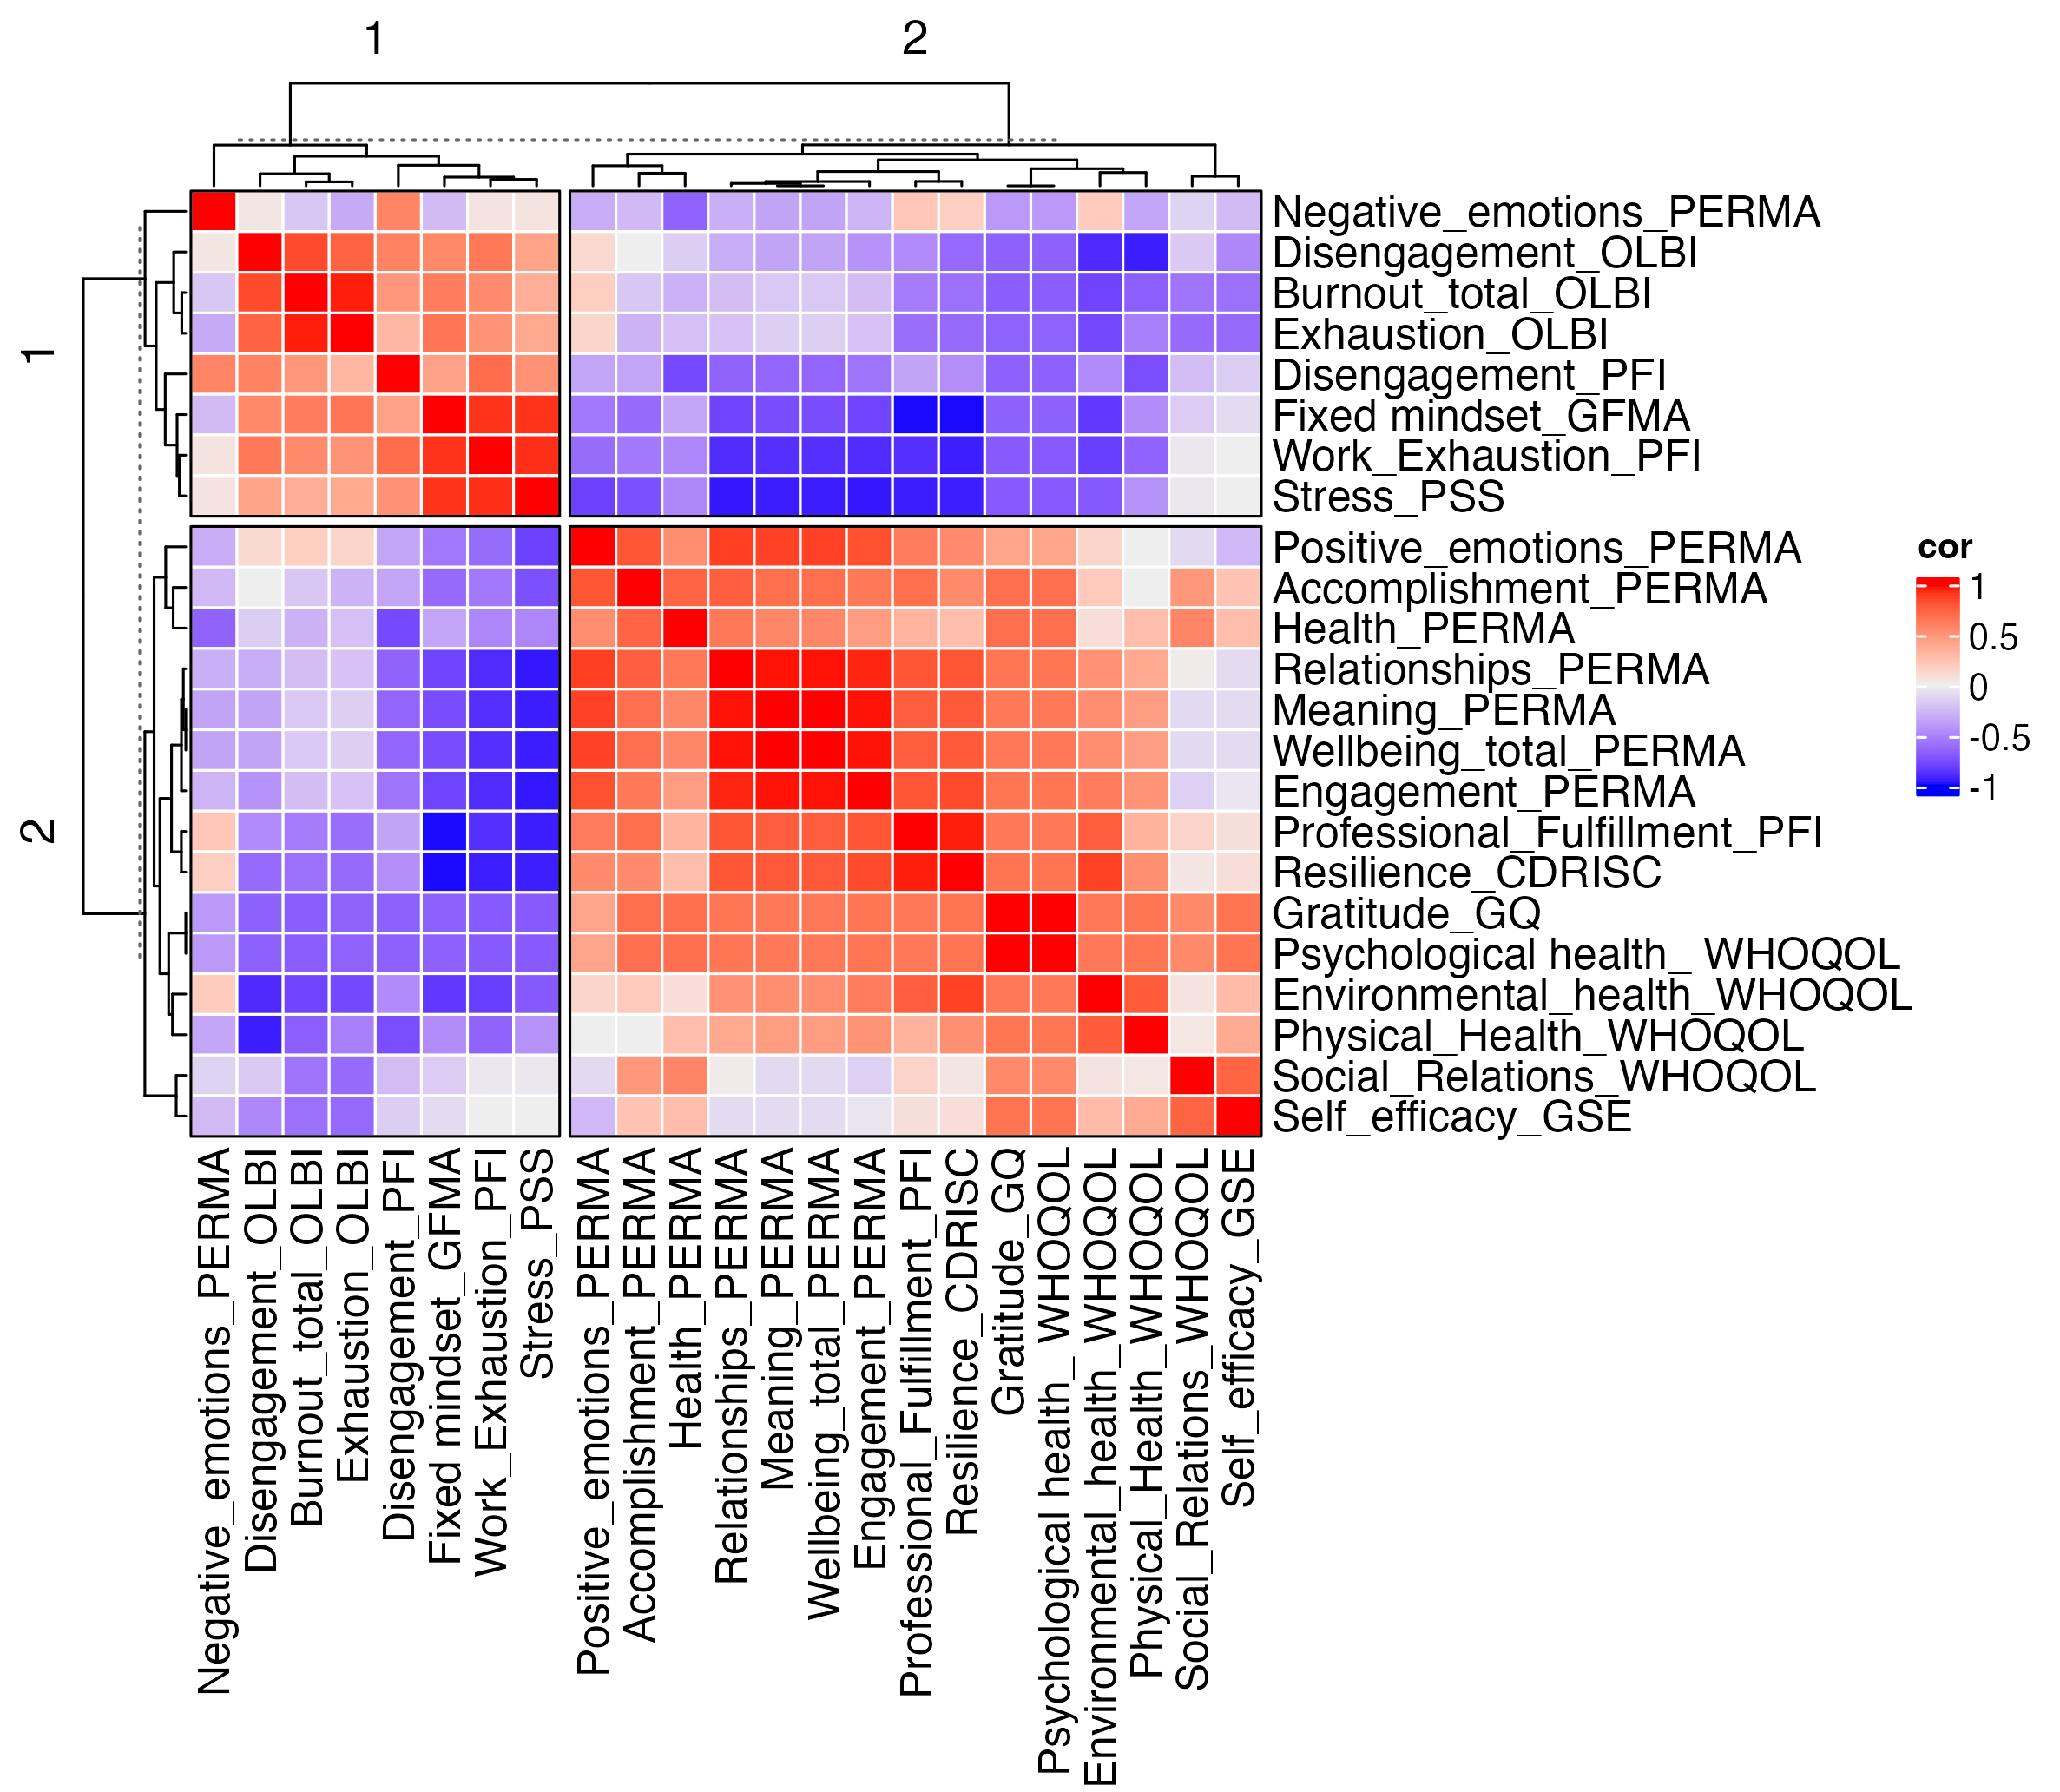 1
2
1
2
Negative_emotions_PERMA
Disengagement_OLBI
Burnout_total_OLBI
Exhaustion_OLBI
Disengagement_PFI
Fixed mindset_GFMA
Work_Exhaustion_PFI
Stress_PSS
Positive_emotions_PERMA
Accomplishment_PERMA
Health_PERMA
Relationships_PERMA
Meaning_PERMA
Wellbeing_total_PERMA
Engagement_PERMA
Professional_Fulfillment_PFI
Resilience_CDRISC
Gratitude_GQ
Psychological health_ WHOQOL
Environmental_health_WHOQOL
Physical_Health_WHOQOL
Social_Relations_WHOQOL
Self_efficacy_GSE
cor
1
0.5
0
-0.5
-1
Negative_emotions_PERMA
Disengagement_OLBI
Burnout_total_OLBI
Exhaustion_OLBI
Disengagement_PFI
Fixed mindset_GFMA
Work_Exhaustion_PFI
Stress_PSS
Positive_emotions_PERMA
Accomplishment_PERMA
Health_PERMA
Relationships_PERMA
Meaning_PERMA
Wellbeing_total_PERMA
Engagement_PERMA
Professional_Fulfillment_PFI
Resilience_CDRISC
Gratitude_GQ
Psychological health_ WHOQOL
Environmental_health_WHOQOL
Physical_Health_WHOQOL
Social_Relations_WHOQOL
Self_efficacy_GSE